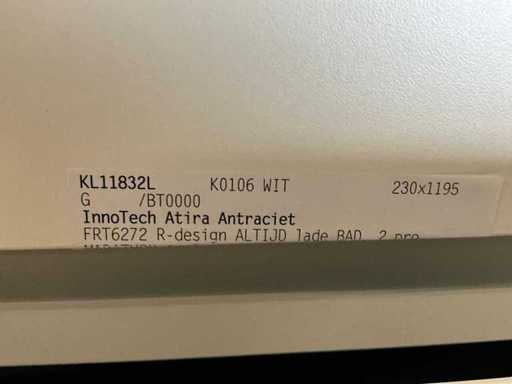 KL11832L K0106 WIT 230x1195
G /BT0000
InnoTech Atira Antraciet
FRT6272 R-design ALTIJD lade BAD 2 pro